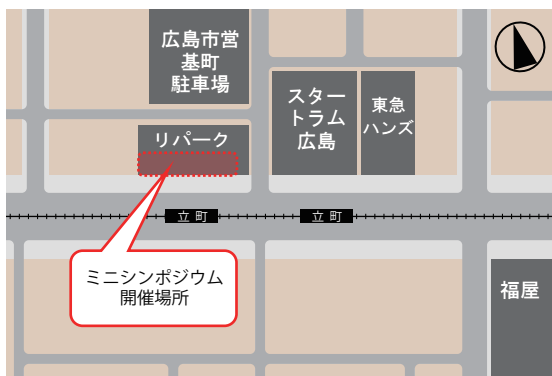 広島市営
基町
駐車場
スター
トラム
広島
東急
ハンズ
リパーク
立町
立町
ミニシンポジウム
開催場所
福屋